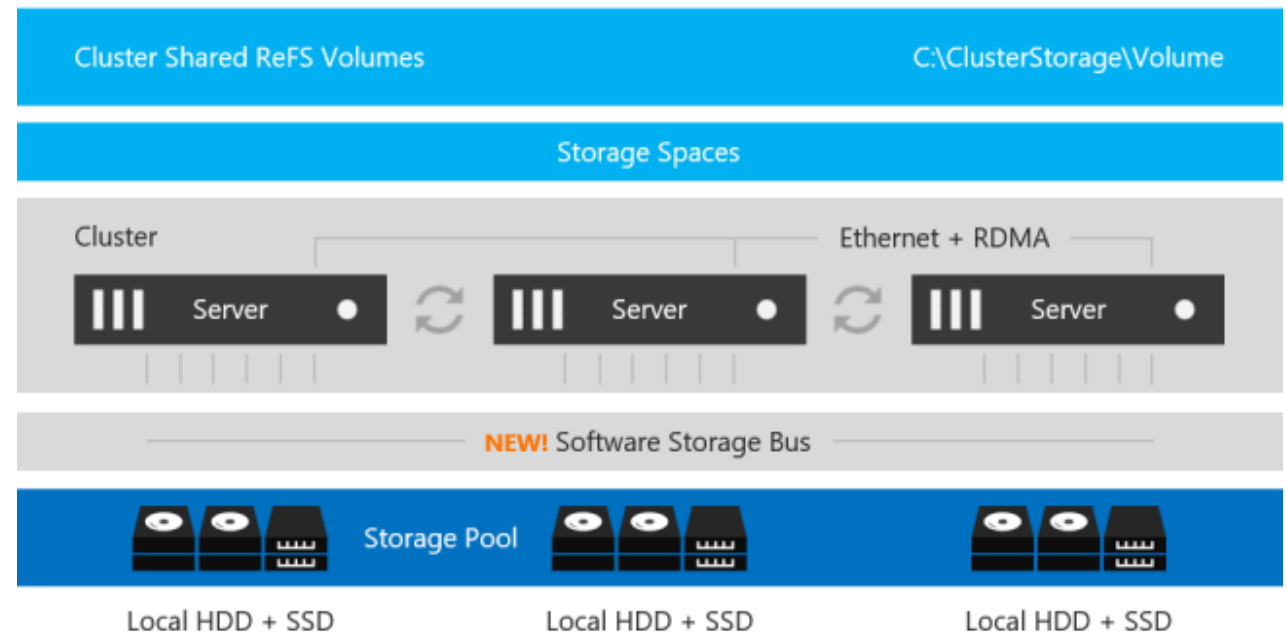 Cluster Shared ReFS Volumes C:\ClusterStorage\Volume
Storage Spaces
Cluster Ethernet + RDMA
Server Server Server
NEW! Software Storage Bus
Storage Pool
Local HDD + SSD Local HDD + SSD Local HDD + SSD